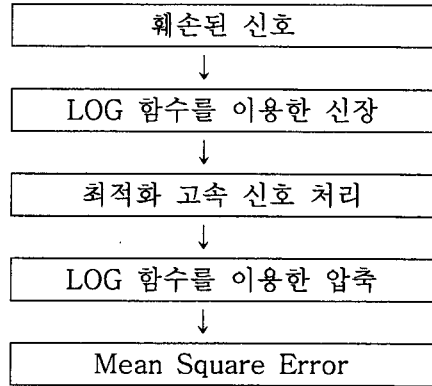 훼손된 신호
LOG 함수를 이용한 신장
최적화 고속 신호 처리
LOG 함수를 이용한 압축
Mean Square Error